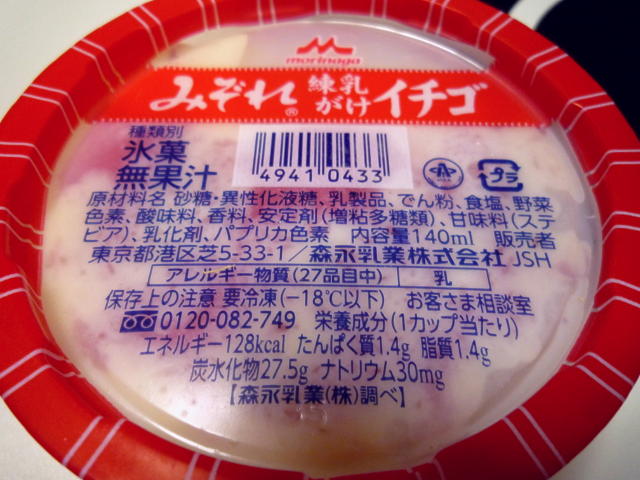 morinaga
みぞれ® 練乳がけ イチゴ
種類別
氷菓
無果汁
4941 0433
プラ
原材料名 砂糖・異性化液糖、乳製品、でん粉、食塩、野菜
色素、酸味料、香料、安定剤(増粘多糖類)、甘味料(ステ
ビア)、乳化剤、パプリカ色素 内容量140ml 販売者
東京都港区芝5-33-1/森永乳業株式会社 JSH
アレルギー物質(27品目中) 乳
保存上の注意 要冷凍(−18℃以下) お客さま相談室
0120-082-749 栄養成分(1カップ当たり)
エネルギー128kcal たんぱく質1.4g 脂質1.4g
炭水化物27.5g ナトリウム30mg
【森永乳業(株)調べ】